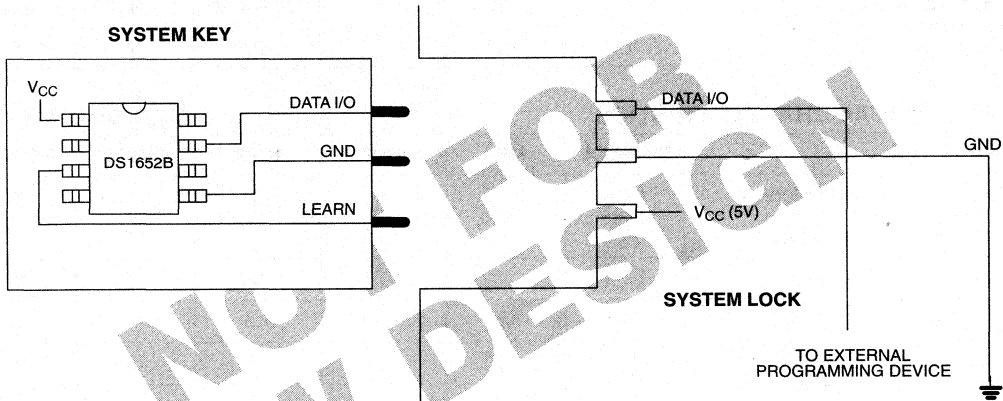 SYSTEM KEY
VCC
DS1652B
DATA I/O
GND
LEARN
DATA I/O
GND
VCC (5V)
SYSTEM LOCK
TO EXTERNAL
PROGRAMMING DEVICE
NOT FOR
W DESIGN